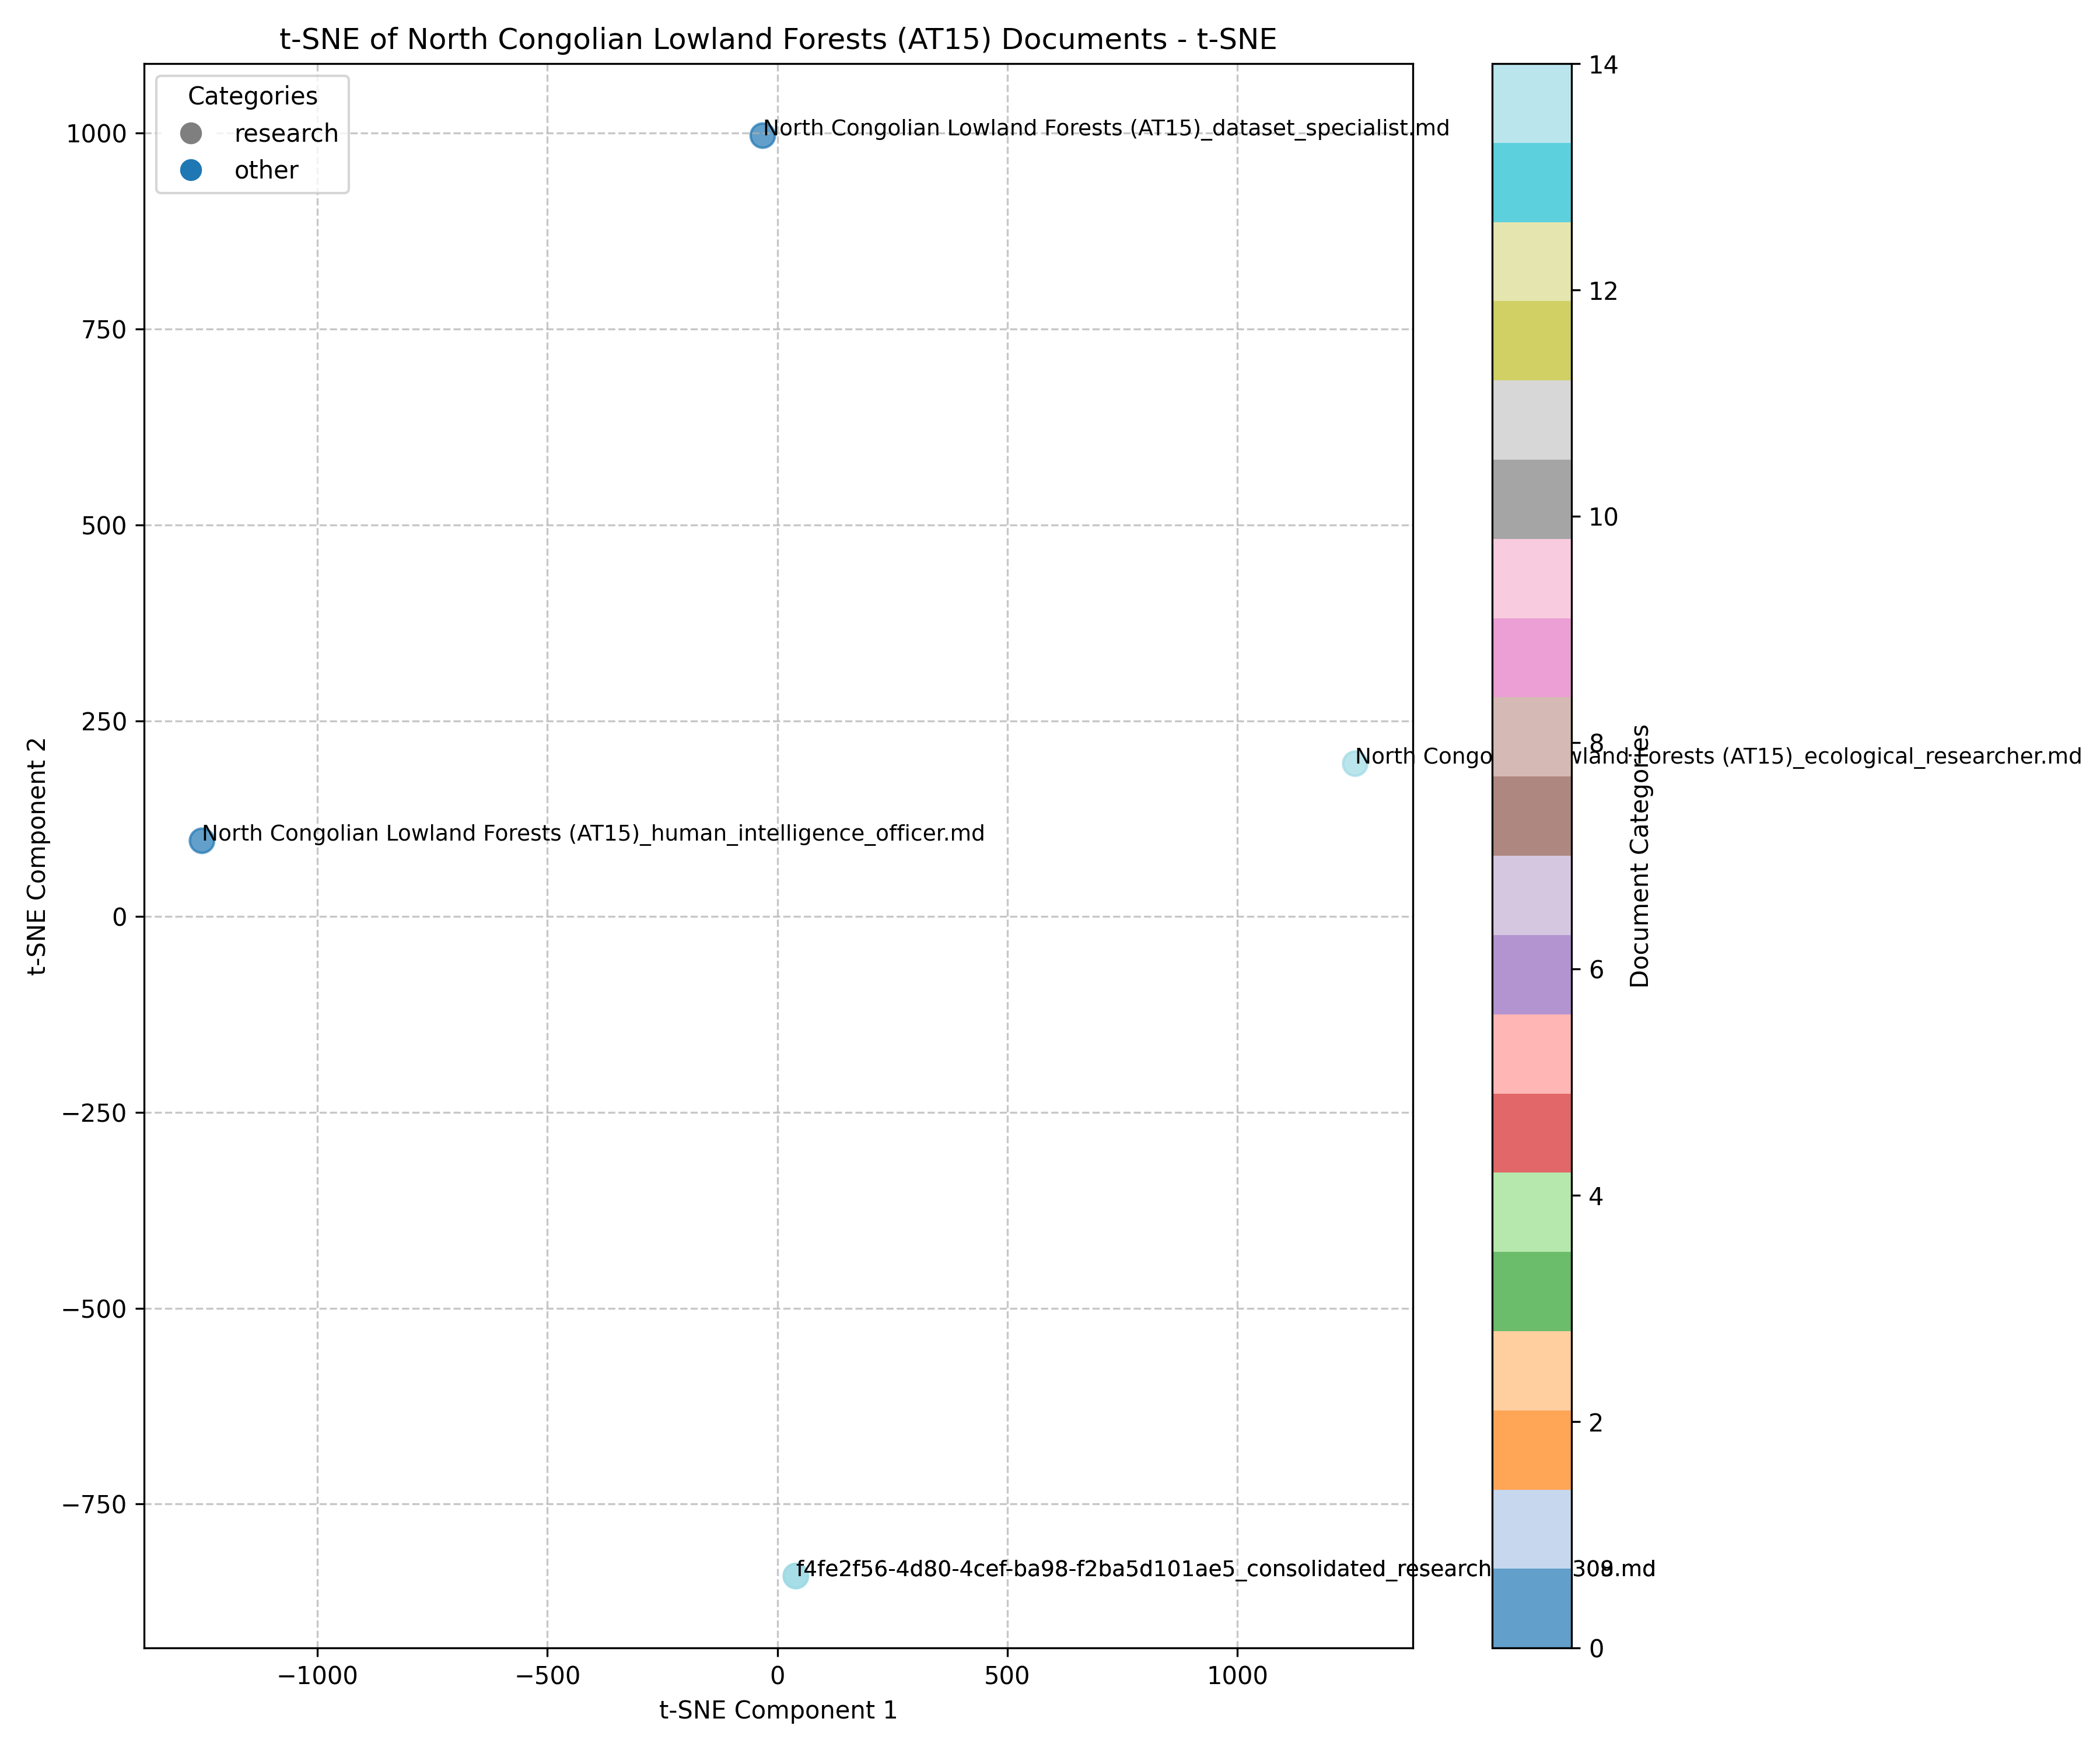 t-SNE of North Congolian Lowland Forests (AT15) Documents - t-SNE
Categories
research
other
North Congolian Lowland Forests (AT15)_dataset_specialist.md
North Congo wland Forests (AT15)_ecological_researcher.md
North Congolian Lowland Forests (AT15)_human_intelligence_officer.md
f4fe2f56-4d80-4cef-ba98-f2ba5d101ae5_consolidated_research .md
1000
750
500
250
0
−250
−500
−750
t-SNE Component 2
−1000
−500
0
500
1000
t-SNE Component 1
14
12
10
8
6
4
2
0
Document Categories